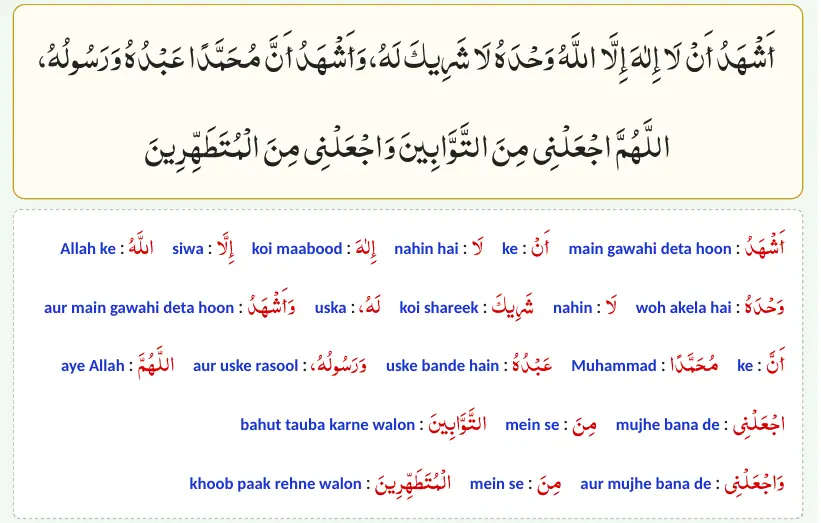 أَشْهَدُ أَنْ لَا إِلٰهَ إِلَّا اللَّهُ وَحْدَهُ لَا شَرِيكَ لَهُ، وَأَشْهَدُ أَنَّ مُحَمَّدًا عَبْدُهُ وَرَسُولُهُ،
اللَّهُمَّ اجْعَلْنِي مِنَ التَّوَّابِينَ وَاجْعَلْنِي مِنَ الْمُتَطَهِّرِينَ
أَشْهَدُ : main gawahi deta hoon أَنْ : ke لَا : nahin hai إِلٰهَ : koi maabood إِلَّا : siwa اللَّهُ : Allah ke
وَحْدَهُ : woh akela hai لَا : nahin شَرِيكَ : koi shareek لَهُ، : uska وَأَشْهَدُ : aur main gawahi deta hoon
أَنَّ : ke مُحَمَّدًا : Muhammad عَبْدُهُ : uske bande hain وَرَسُولُهُ، : aur uske rasool اللَّهُمَّ : aye Allah
اجْعَلْنِي : mujhe bana de مِنَ : mein se التَّوَّابِينَ : bahut tauba karne walon
وَاجْعَلْنِي : aur mujhe bana de مِنَ : mein se الْمُتَطَهِّرِينَ : khoob paak rehne walon